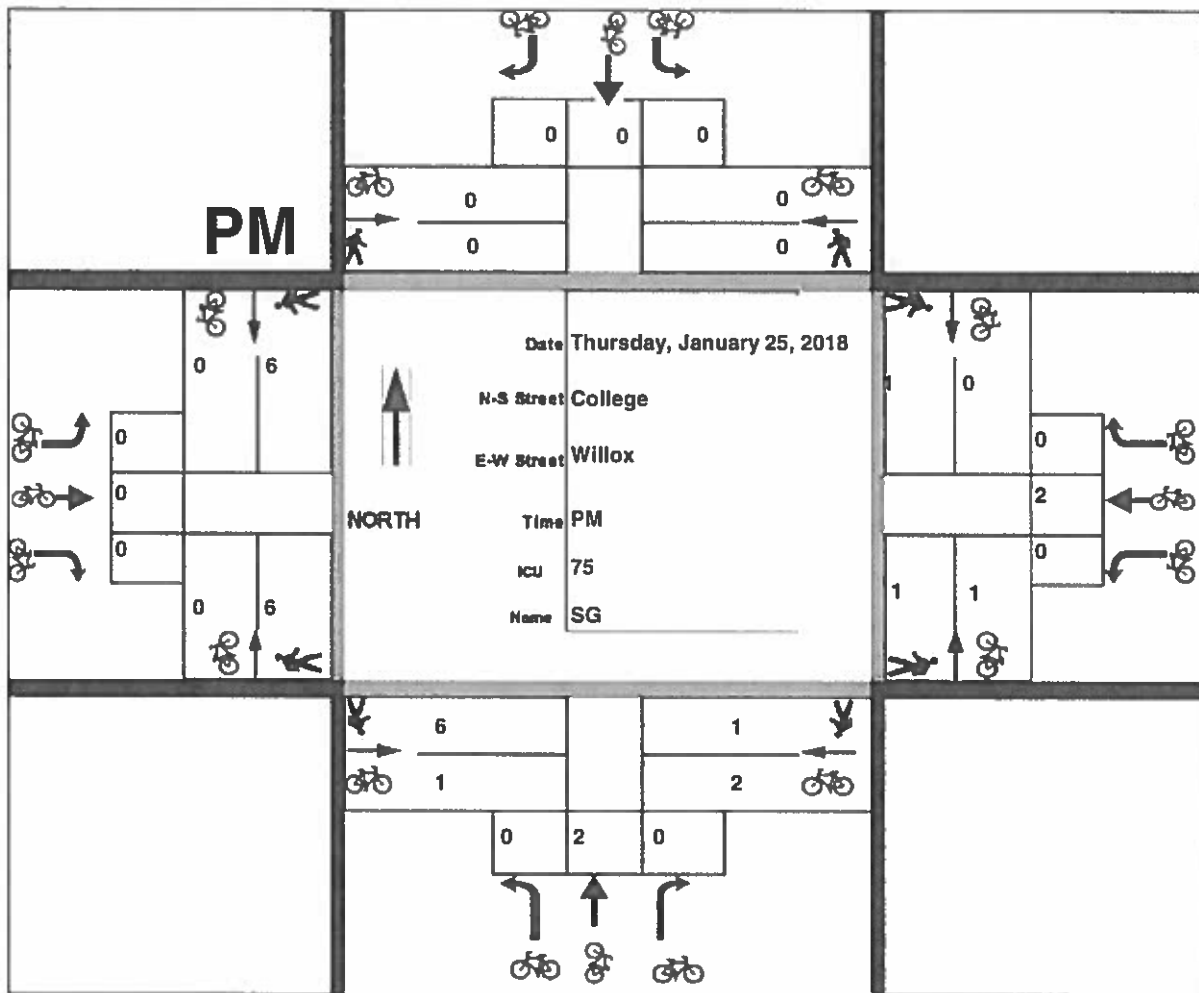 0 0 0
0 0
PM
0 0
0 6
1 0
Date Thursday, January 25, 2018
N-S Street College
0
0
E-W Street Willox
0
2
NORTH
Time PM
0
0
ICU 75
0 6
Name SG
1 1
6 1
1 2
0 2 0